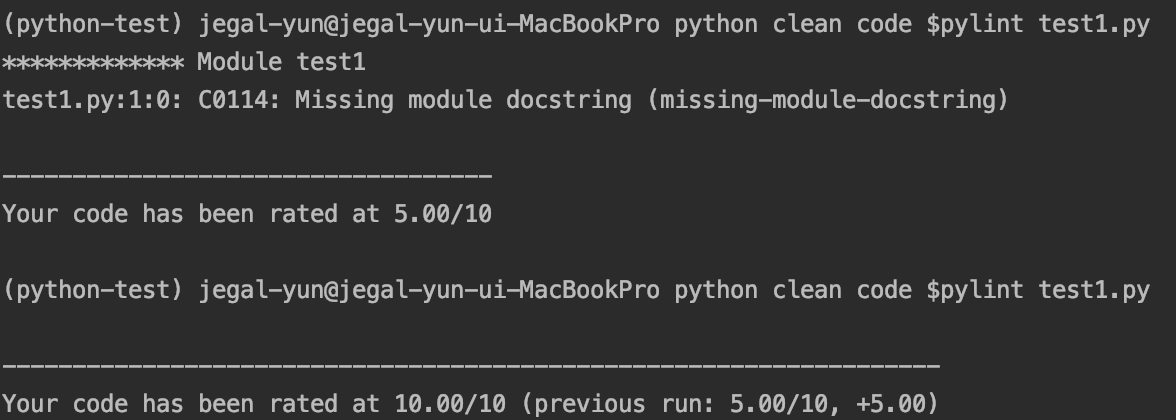 (python-test) jegal-yun@jegal-yun-ui-MacBookPro python clean code $pylint test1.py
************* Module test1
test1.py:1:0: C0114: Missing module docstring (missing-module-docstring)
-----------------------------------
Your code has been rated at 5.00/10
(python-test) jegal-yun@jegal-yun-ui-MacBookPro python clean code $pylint test1.py
-------------------------------------------------------------------
Your code has been rated at 10.00/10 (previous run: 5.00/10, +5.00)